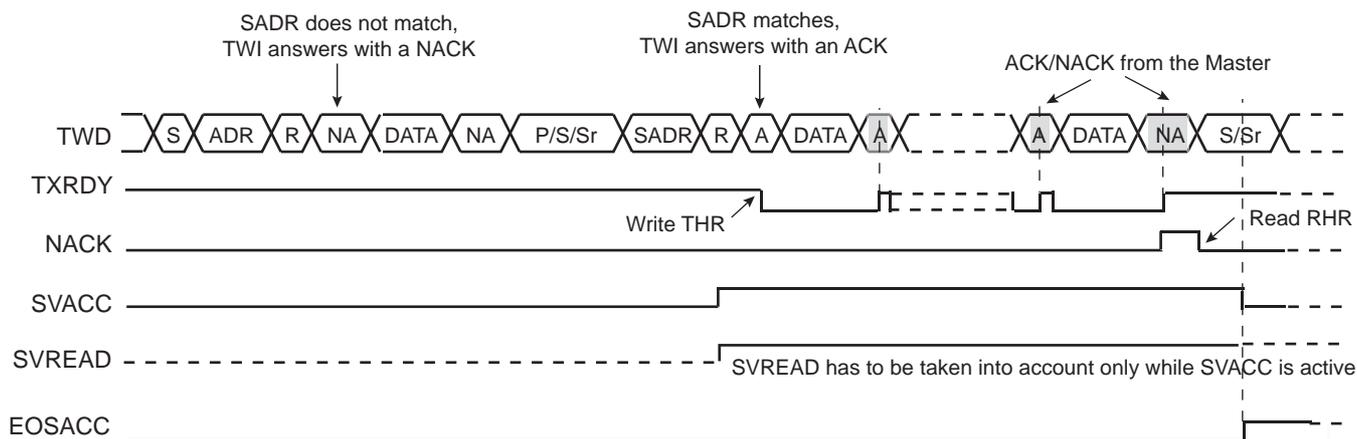 SADR does not match,
TWI answers with a NACK
SADR matches,
TWI answers with an ACK
ACK/NACK from the Master
TWD S ADR R NA DATA NA P/S/Sr SADR R A DATA A A DATA NA S/Sr
TXRDY
Write THR
Read RHR
NACK
SVACC
SVREAD
SVREAD has to be taken into account only while SVACC is active
EOSACC